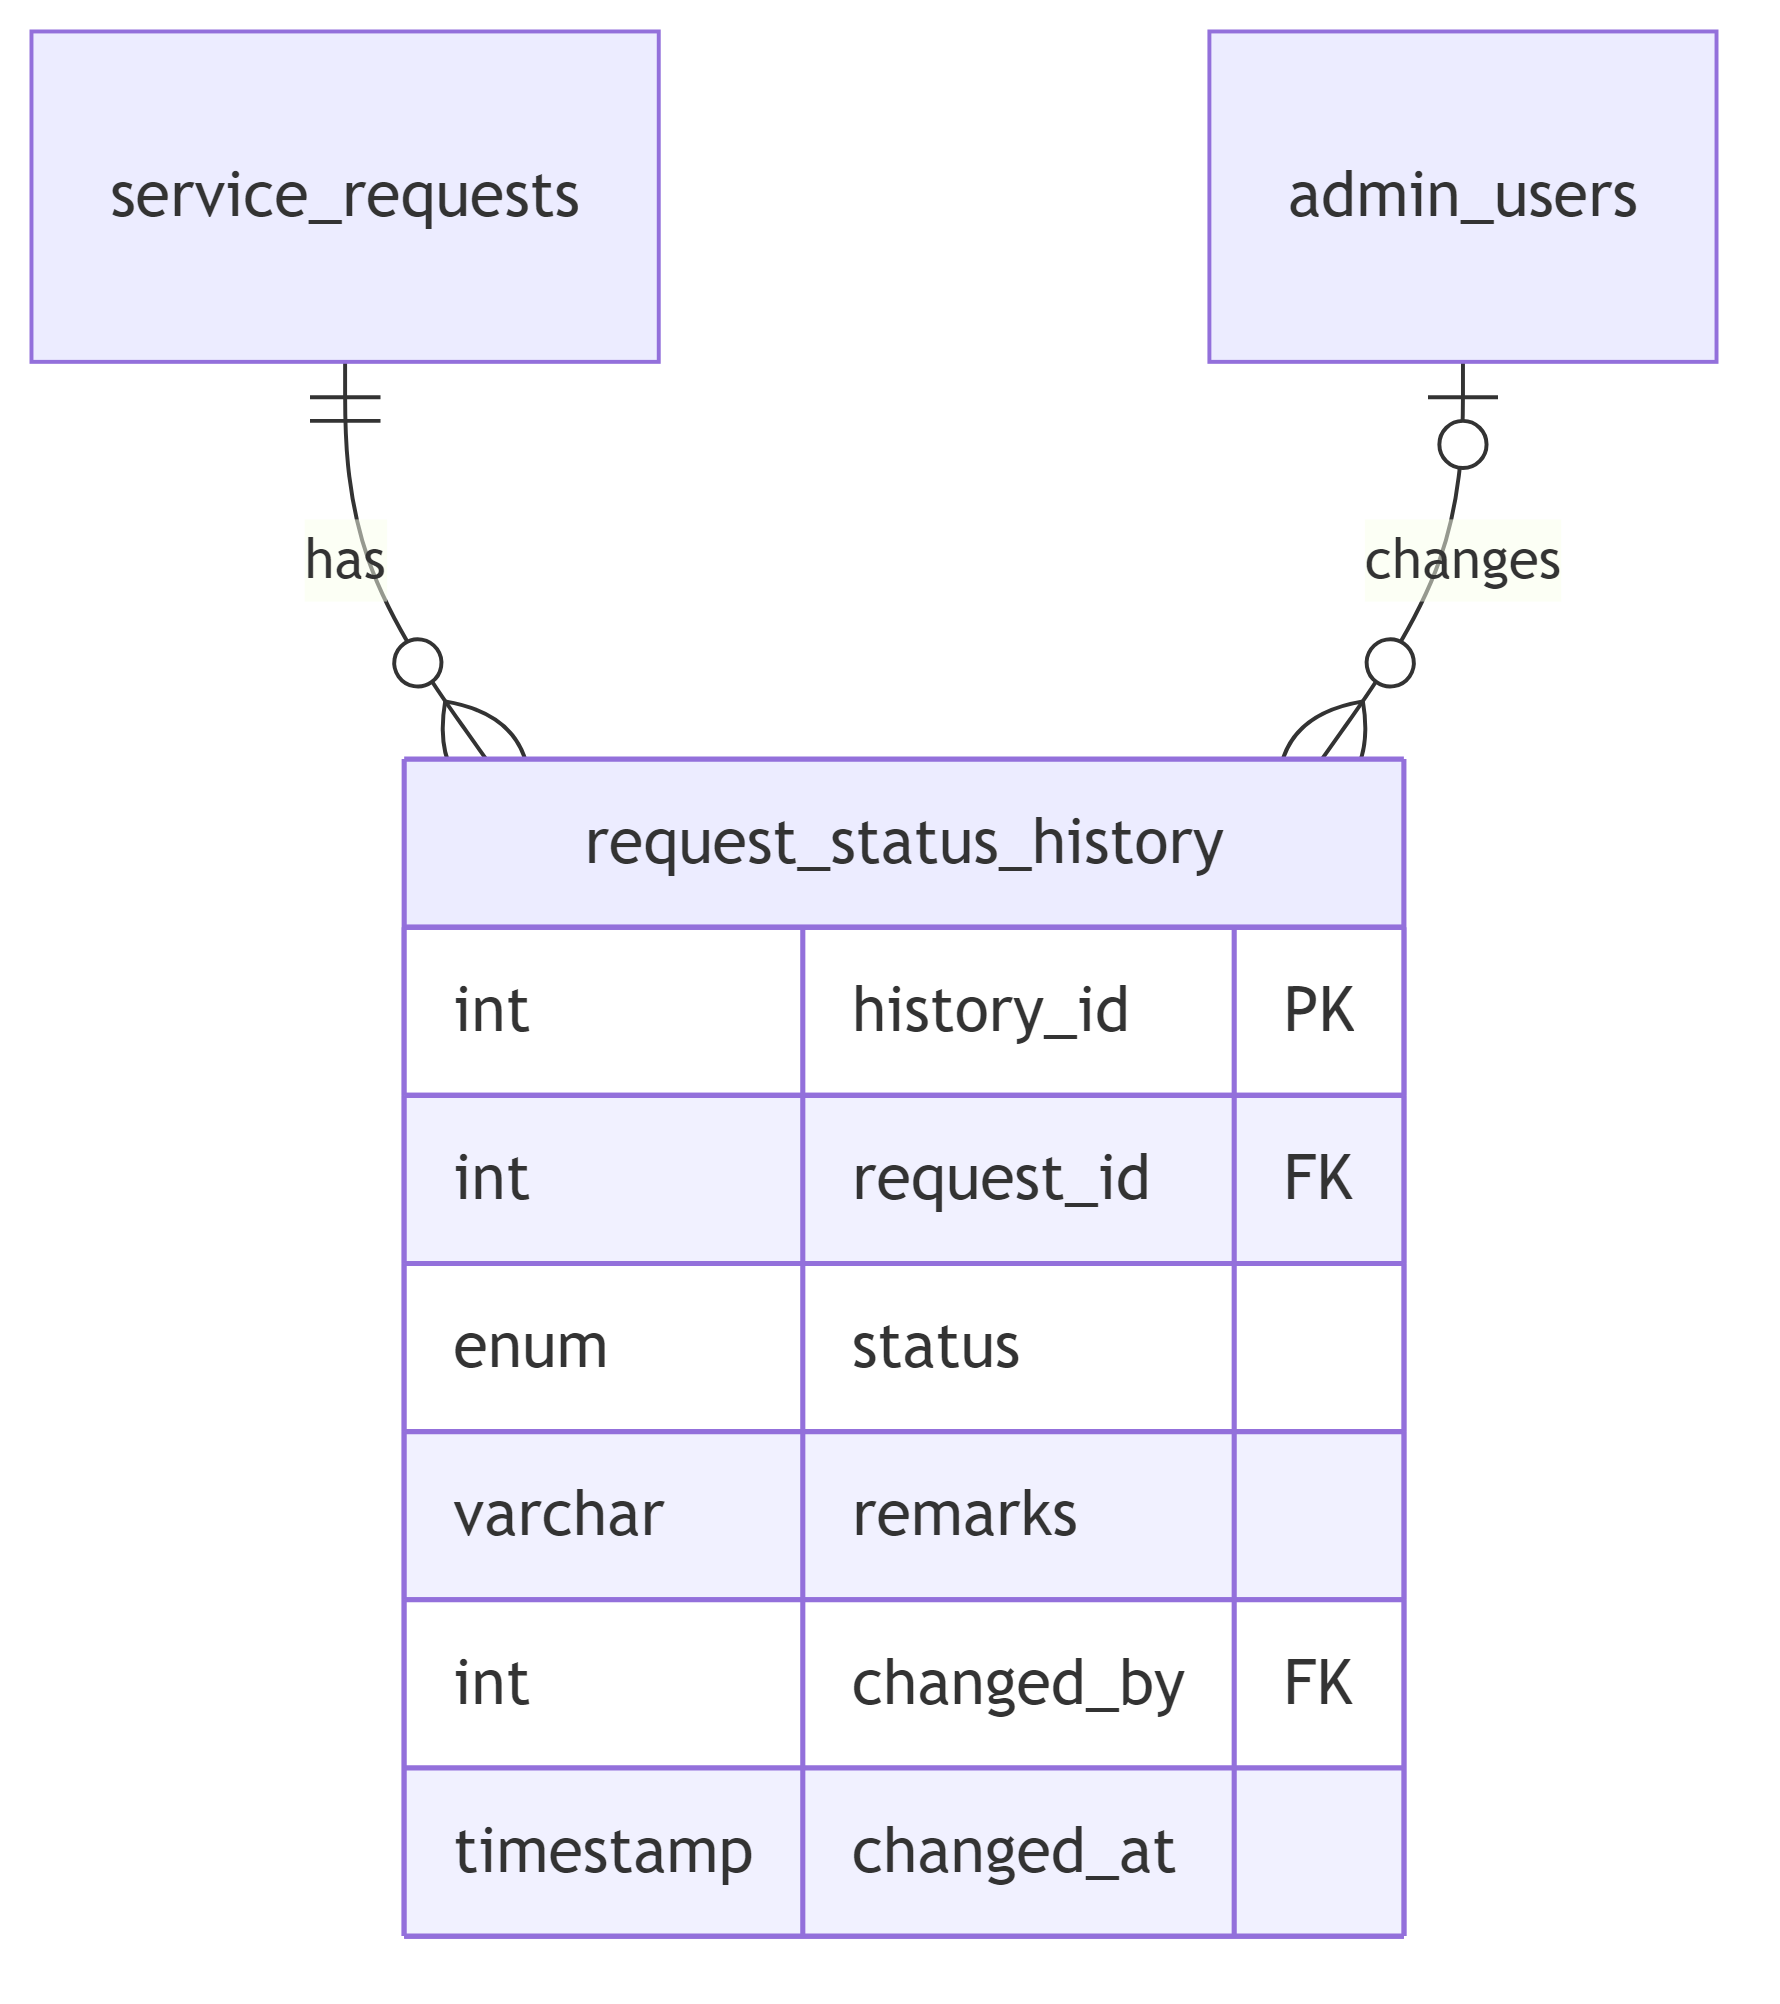 service_requests
admin_users
has
changes
request_status_history
int history_id PK
int request_id FK
enum status
varchar remarks
int changed_by FK
timestamp changed_at